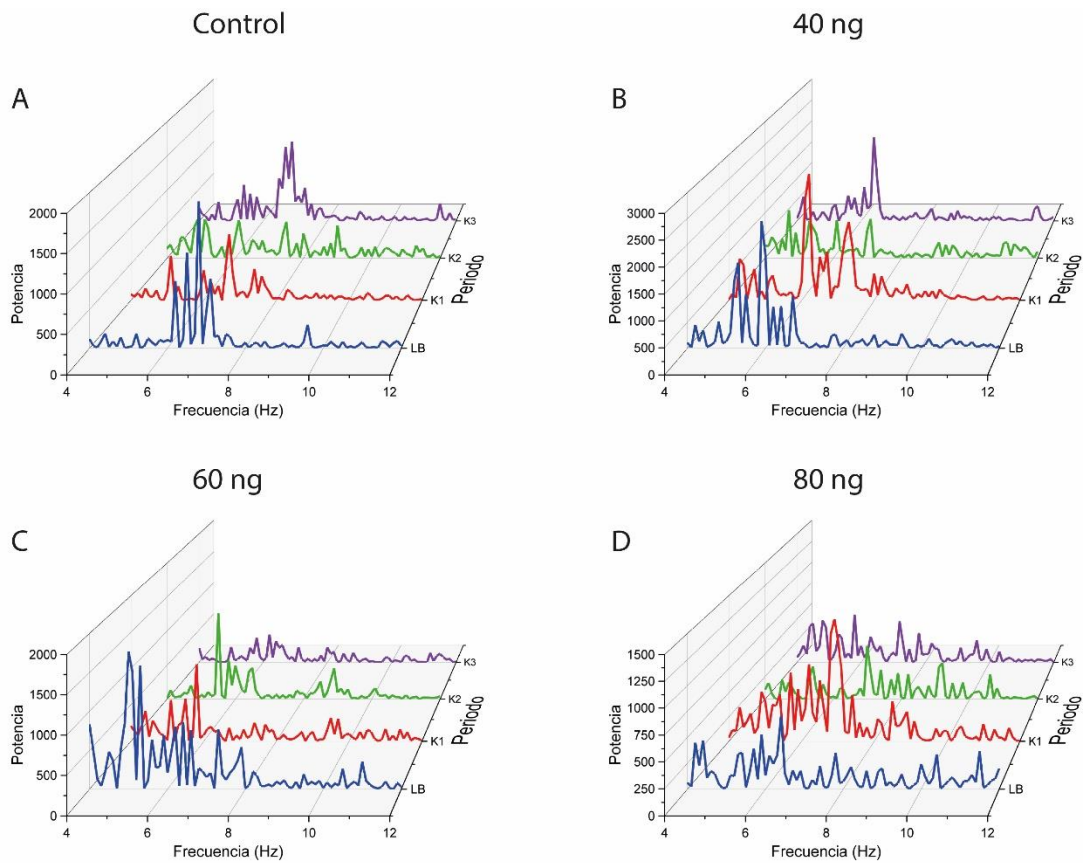 Control
40 ng
A
B
2000
1500
1000
500
0
Potencia
4
6
8
10
12
Frecuencia (Hz)
LB
K1
K2
K3
Periodo
3000
2500
2000
1500
1000
500
0
Potencia
4
6
8
10
12
Frecuencia (Hz)
LB
K1
K2
K3
Periodo
60 ng
80 ng
C
D
2000
1500
1000
500
0
Potencia
4
6
8
10
12
Frecuencia (Hz)
LB
K1
K2
K3
Periodo
1500
1250
1000
750
500
250
0
Potencia
4
6
8
10
12
Frecuencia (Hz)
LB
K1
K2
K3
Periodo